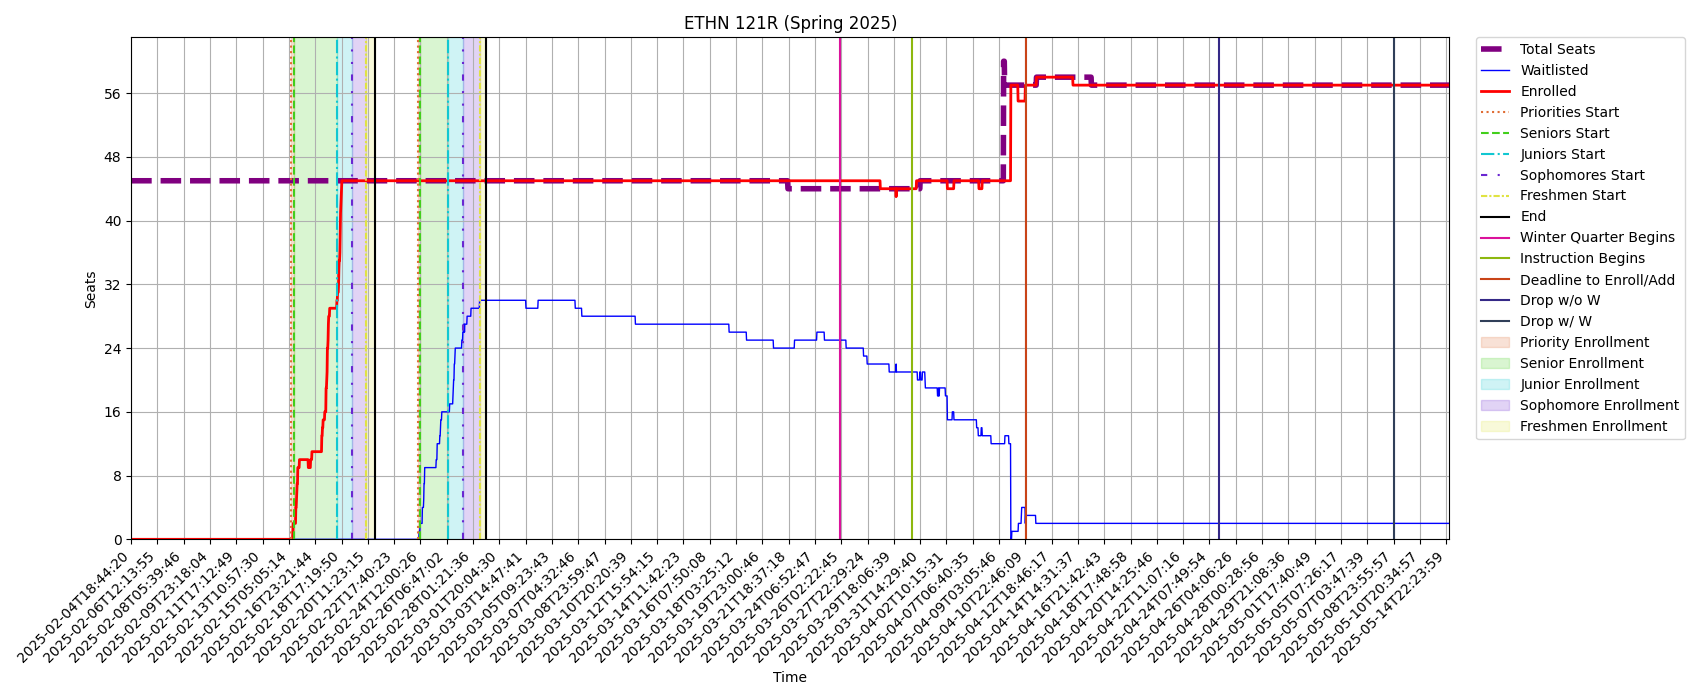 ETHN 121R (Spring 2025)
Seats
56
48
40
32
24
16
8
0
2025-02-04T18:44:20
2025-02-06T12:13:55
2025-02-08T05:39:46
2025-02-09T23:18:04
2025-02-11T17:12:49
2025-02-13T10:57:30
2025-02-15T05:05:14
2025-02-16T23:21:44
2025-02-18T17:19:50
2025-02-20T11:23:15
2025-02-22T17:40:23
2025-02-24T12:00:26
2025-02-26T06:47:02
2025-02-28T01:21:36
2025-03-01T20:04:30
2025-03-03T14:47:41
2025-03-05T09:23:43
2025-03-07T04:32:46
2025-03-08T23:59:47
2025-03-10T20:20:39
2025-03-12T15:54:15
2025-03-14T11:42:23
2025-03-16T07:50:08
2025-03-18T03:25:12
2025-03-19T23:00:46
2025-03-21T18:37:18
2025-03-24T06:52:47
2025-03-26T02:22:45
2025-03-27T22:29:24
2025-03-29T18:06:39
2025-03-31T14:29:40
2025-04-02T10:15:31
2025-04-07T06:40:35
2025-04-09T03:05:46
2025-04-10T22:46:09
2025-04-12T18:46:17
2025-04-14T14:31:37
2025-04-16T21:42:43
2025-04-18T17:48:58
2025-04-20T14:25:46
2025-04-22T11:07:16
2025-04-24T07:49:54
2025-04-26T04:06:26
2025-04-28T00:28:56
2025-04-29T21:08:36
2025-05-01T17:40:49
2025-05-05T07:26:17
2025-05-07T03:47:39
2025-05-08T23:55:57
2025-05-10T20:34:57
2025-05-14T22:23:59
Time
Total Seats
Waitlisted
Enrolled
Priorities Start
Seniors Start
Juniors Start
Sophomores Start
Freshmen Start
End
Winter Quarter Begins
Instruction Begins
Deadline to Enroll/Add
Drop w/o W
Drop w/ W
Priority Enrollment
Senior Enrollment
Junior Enrollment
Sophomore Enrollment
Freshmen Enrollment